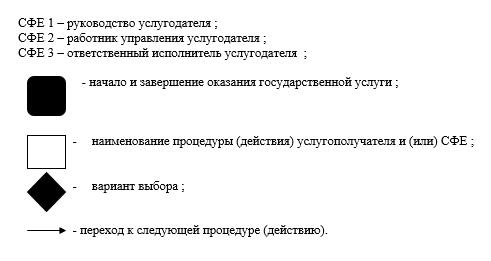 СФЕ 1 – руководство услугодателя ;
СФЕ 2 – работник управления услугодателя ;
СФЕ 3 – ответственный исполнитель услугодателя ;
- начало и завершение оказания государственной услуги ;
- наименование процедуры (действия) услугополучателя и (или) СФЕ ;
- вариант выбора ;
- переход к следующей процедуре (действию).